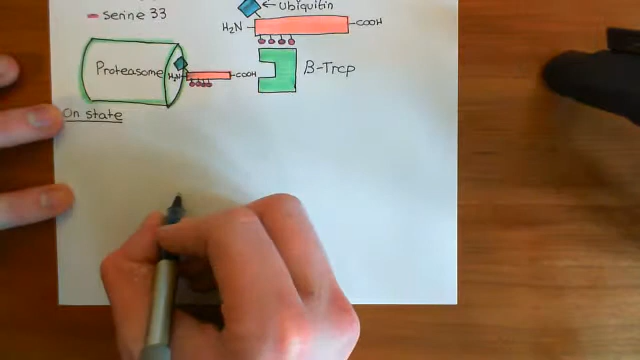 serine 33
Ubiquitin
H₂N
COOH
Proteasome
H₂N
COOH
β-Trcp
On state